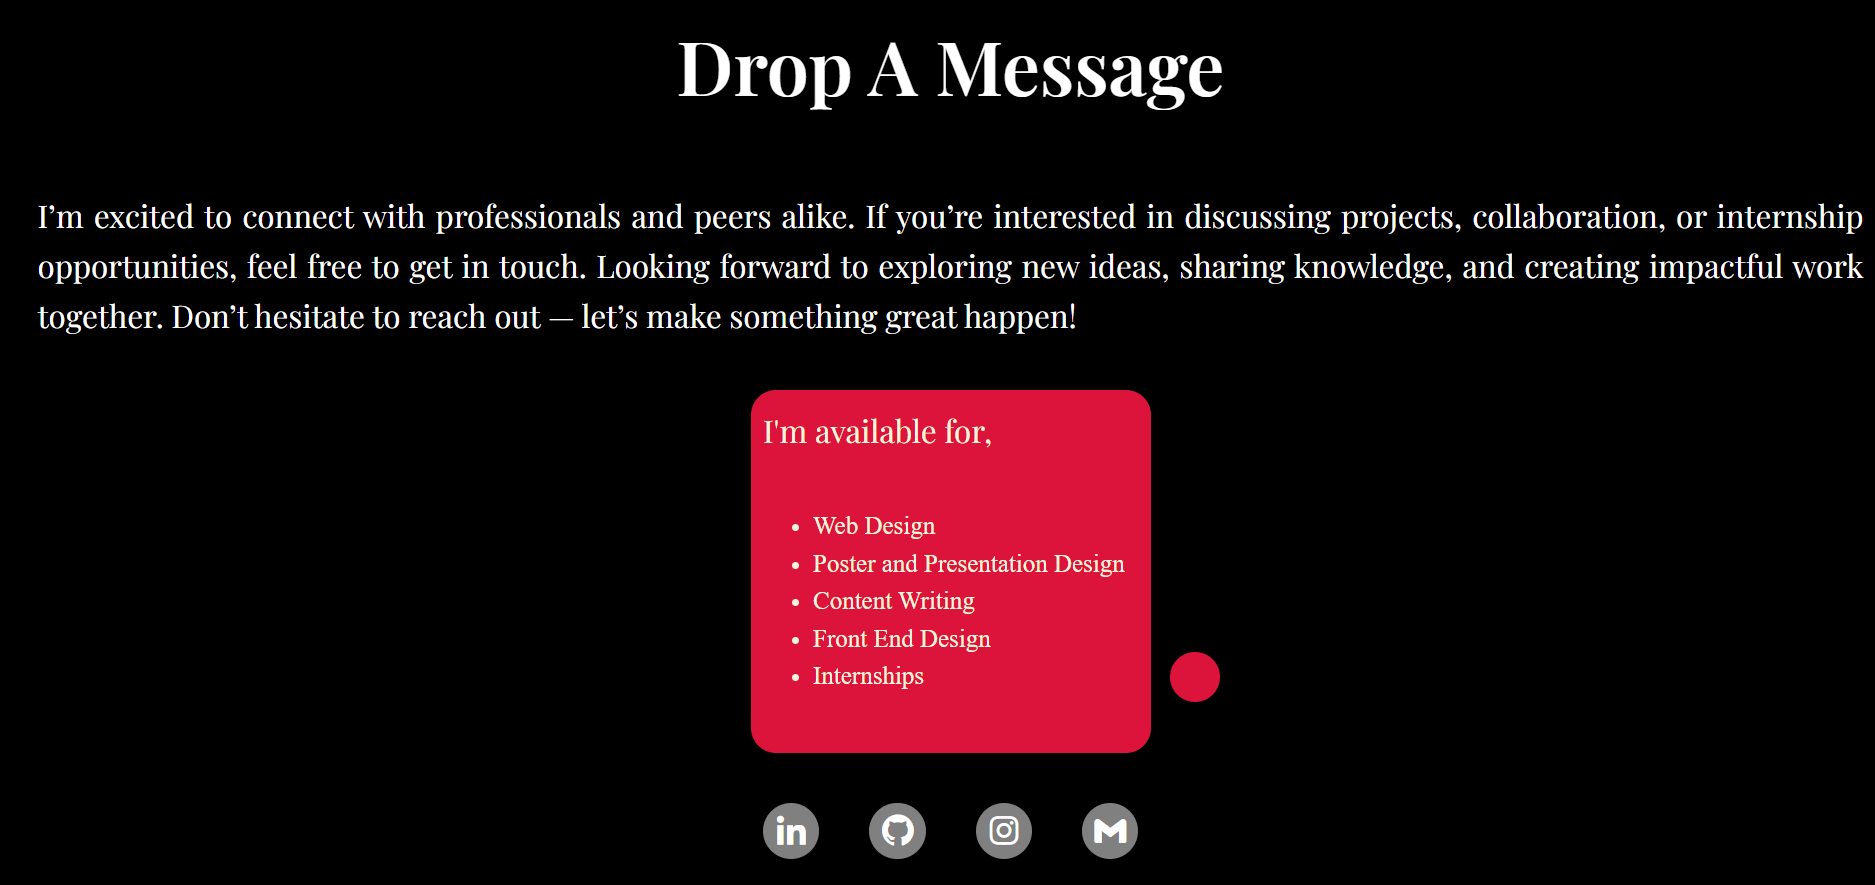 Drop A Message
I’m excited to connect with professionals and peers alike. If you’re interested in discussing projects, collaboration, or internship
opportunities, feel free to get in touch. Looking forward to exploring new ideas, sharing knowledge, and creating impactful work
together. Don’t hesitate to reach out — let’s make something great happen!
I'm available for,
• Web Design
• Poster and Presentation Design
• Content Writing
• Front End Design
• Internships
in